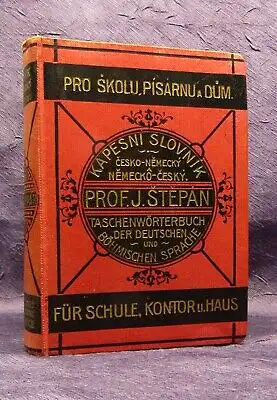 PRO ŠKOLU, PÍSÁRNU A DŮM.
KAPESNÍ SLOVNÍK
ČESKO-NĚMECKÝ
NĚMECKO-ČESKÝ.
PROF. J. ŠTĚPÁN
TASCHENWÖRTERBUCH
DER DEUTSCHEN
UND
BÖHMISCHEN SPRACHE
FÜR SCHULE, KONTOR U. HAUS